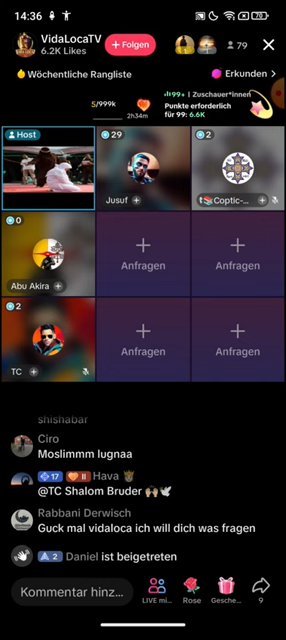 14:36
70
VidaLocaTV
6.2K Likes
+ Folgen
79
Wöchentliche Rangliste
Erkunden >
5/999k
2h34m
99+ | Zuschauer*innen
Punkte erforderlich
für 99: 6.6K
Host
29
Jusuf
2
Coptic-...
0
Abu Akira
Anfragen
Anfragen
2
TC
Anfragen
Anfragen
shishabar
Ciro
Moslimmm lugnaa
17 II Hava
@TC Shalom Bruder
Rabbani Derwisch
Guck mal vidaloca ich will dich was fragen
2 Daniel ist beigetreten
Kommentar hinz...
LIVE mi...
Rose
Gesche...
9